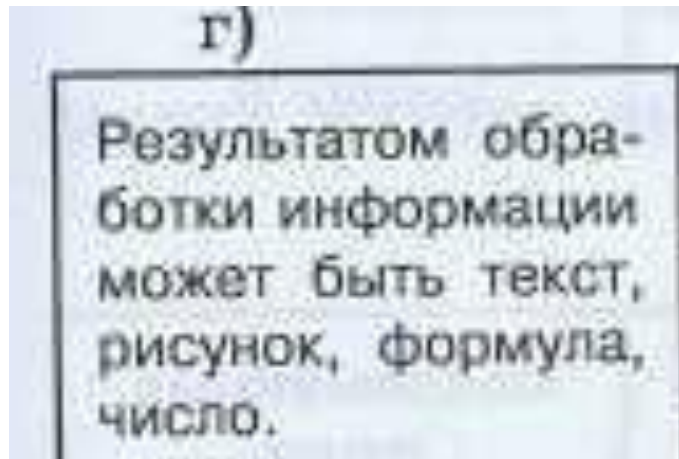 г)
Результатом обра-
ботки информации
может быть текст,
рисунок, формула,
число.